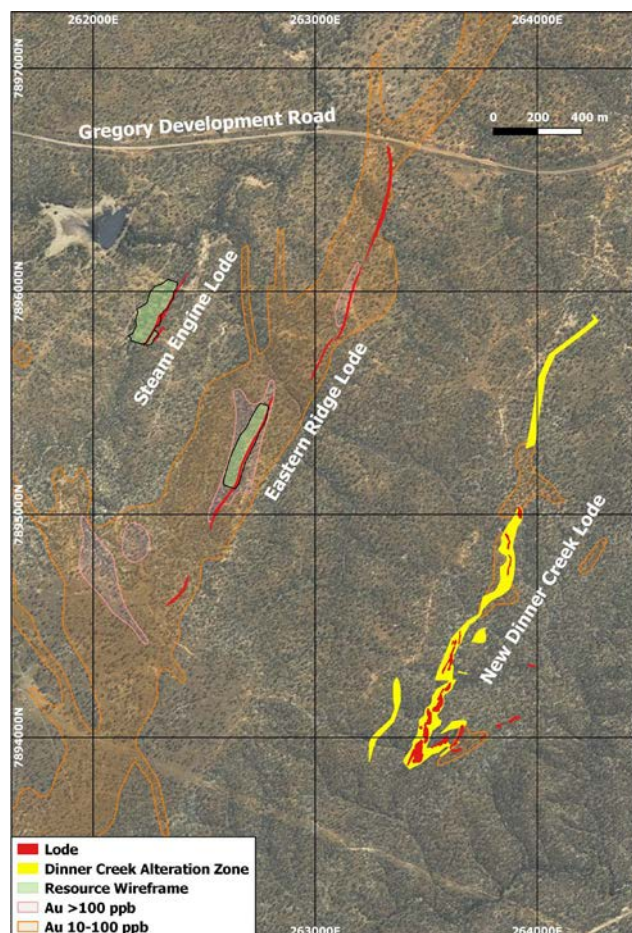 262000E
263000E
264000E
7897000N
0 200 400 m
Gregory Development Road
7896000N
Steam Engine Lode
Eastern Ridge Lode
7895000N
New Dinner Creek Lode
7894000N
Lode
Dinner Creek Alteration Zone
Resource Wireframe
Au >100 ppb
Au 10-100 ppb
263000E
264000E